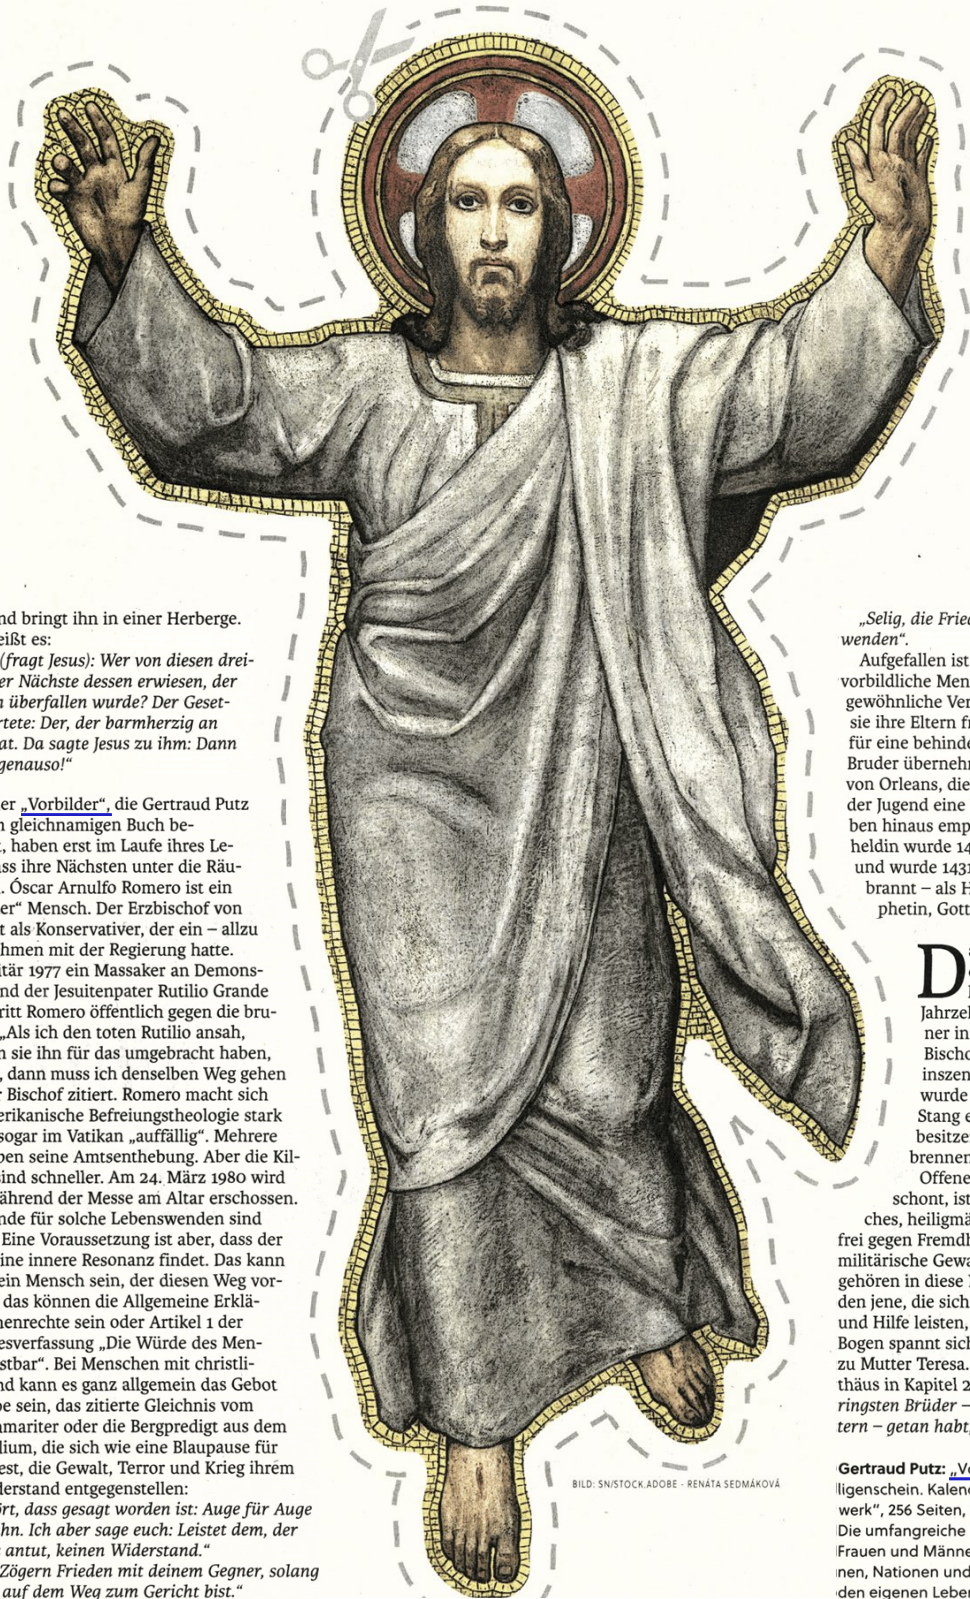 nd bringt ihn in einer Herberge.
eißt es:
(fragt Jesus): Wer von diesen drei-
er Nächste dessen erwiesen, der
n überfallen wurde? Der Geset-
rtete: Der, der barmherzig an
at. Da sagte Jesus zu ihm: Dann
genauso!“
er „Vorbilder“, die Gertraud Putz
n gleichnamigen Buch be-
t, haben erst im Laufe ihres Le-
ass ihre Nächsten unter die Räu-
. Óscar Arnulfo Romero ist ein
er“ Mensch. Der Erzbischof von
t als Konservativer, der ein – allzu
hmen mit der Regierung hatte.
itär 1977 ein Massaker an Demons-
nd der Jesuitenpater Rutilio Grande
ritt Romero öffentlich gegen die bru-
„Als ich den toten Rutilio ansah,
n sie ihn für das umgebracht haben,
, dann muss ich denselben Weg gehen
r Bischof zitiert. Romero macht sich
erikanische Befreiungstheologie stark
sogar im Vatikan „auffällig“. Mehrere
ben seine Amtsenthebung. Aber die Kil-
sind schneller. Am 24. März 1980 wird
ährend der Messe am Altar erschossen.
nde für solche Lebenswenden sind
Eine Voraussetzung ist aber, dass der
eine innere Resonanz findet. Das kann
ein Mensch sein, der diesen Weg vor-
das können die Allgemeine Erklä-
henrechte sein oder Artikel 1 der
esverfassung „Die Würde des Men-
stbar“. Bei Menschen mit christli-
nd kann es ganz allgemein das Gebot
be sein, das zitierte Gleichnis vom
amariter oder die Bergpredigt aus dem
lium, die sich wie eine Blaupause für
est, die Gewalt, Terror und Krieg ihrem
derstand entgegenstellen:
ört, dass gesagt worden ist: Auge für Auge
hn. Ich aber sage euch: Leistet dem, der
antut, keinen Widerstand.“
Zögern Frieden mit deinem Gegner, solang
auf dem Weg zum Gericht bist.“
BILD: SN/STOCK.ADOBE - RENÁTA SEDMÁKOVÁ
„Selig, die Fried
wenden“.
Aufgefallen ist
vorbildliche Men
gewöhnliche Ver
sie ihre Eltern fr
für eine behinde
Bruder übernehm
von Orleans, die
der Jugend eine
ben hinaus emp
heldin wurde 14
und wurde 1431
brannt – als H
phetin, Gott
D
Jahrzeh
ner in
Bischo
inszen
wurde
Stang e
besitzer
brennen
Offene
schont, ist
ches, heiligmä
frei gegen Fremdh
militärische Gewa
gehören in diese
den jene, die sich
und Hilfe leisten,
Bogen spannt sich
zu Mutter Teresa.
thäus in Kapitel 2
ringsten Brüder –
tern – getan habt,
Gertraud Putz: „Vo
ligenschein. Kalend
werk“, 256 Seiten,
Die umfangreiche
Frauen und Männe
nen, Nationen und
den eigenen Leben